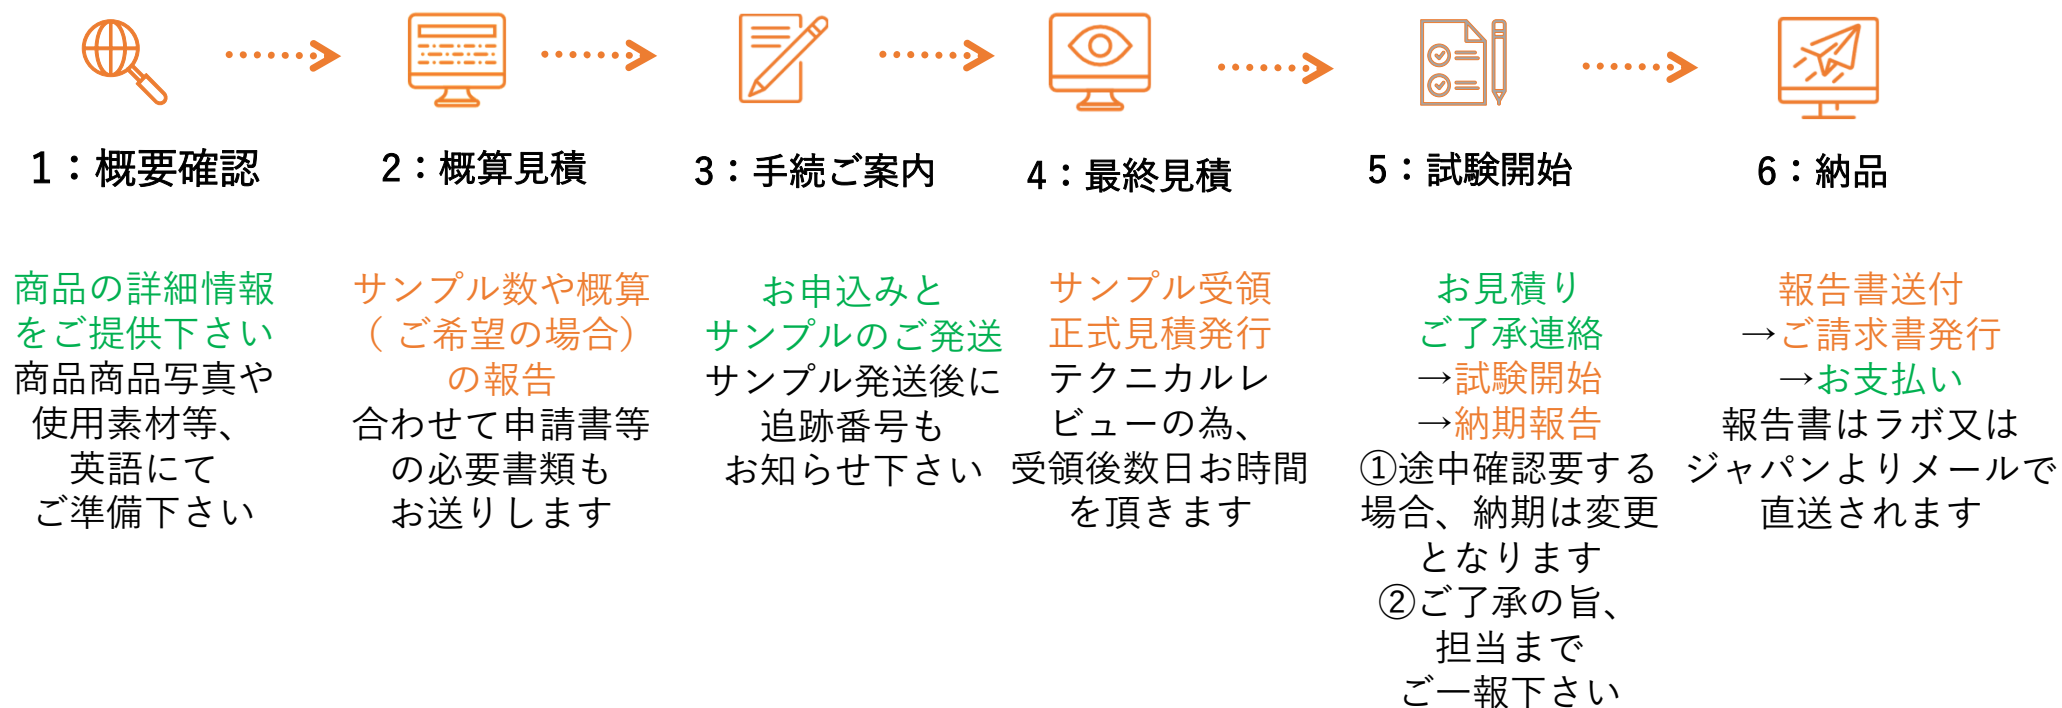 1：概要確認
商品の詳細情報
をご提供下さい
商品商品写真や
使用素材等、
英語にて
ご準備下さい
2：概算見積
サンプル数や概算
（ ご希望の場合）
の報告
合わせて申請書等
の必要書類も
お送りします
3：手続ご案内
お申込みと
サンプルのご発送
サンプル発送後に
追跡番号も
お知らせ下さい
4：最終見積
サンプル受領
正式見積発行
テクニカルレ
ビューの為、
受領後数日お時間
を頂きます
5：試験開始
お見積り
ご了承連絡
→試験開始
→納期報告
①途中確認要する
場合、納期は変更
となります
②ご了承の旨、
担当まで
ご一報下さい
6：納品
報告書送付
→ご請求書発行
→お支払い
報告書はラボ又は
ジャパンよりメールで
直送されます